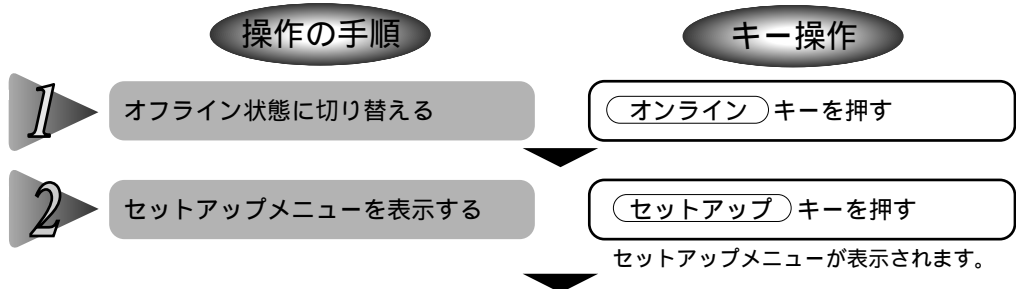 操作の手順
キー操作
1
オフライン状態に切り替える
オンライン キーを押す
2
セットアップメニューを表示する
セットアップ キーを押す
セットアップメニューが表示されます。